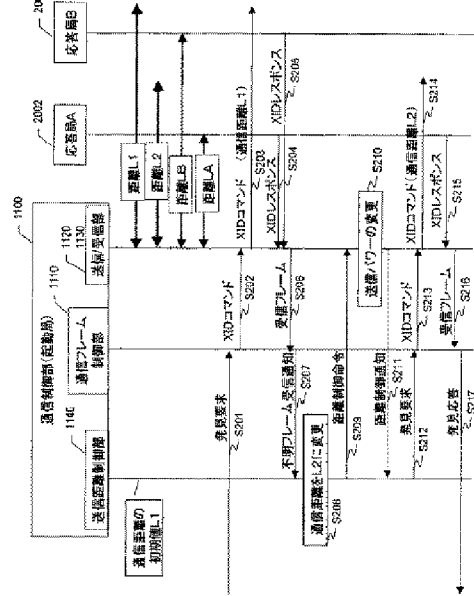 1100
通信制御部(起動局)
1140
送信距離制御部
1110
通信フレーム
制御部
1120
1130
送信/受信部
2002
応答局A
200
応答局B
通信距離の
初期値L1
距離L1
距離L2
距離LB
距離LA
発見要求
S201
XIDコマンド
S202
XIDコマンド(通信距離L1)
S203
XIDレスポンス
S204
XIDレスポンス
S205
受信フレーム
S206
不明フレーム受信通知
S207
通信距離をL2に変更
S208
距離制御命令
S209
送信パワーの変更
S210
距離制御通知
S211
発見要求
S212
XIDコマンド
S213
XIDコマンド(通信距離L2)
S214
XIDレスポンス
S215
受信フレーム
S216
発見応答
S217